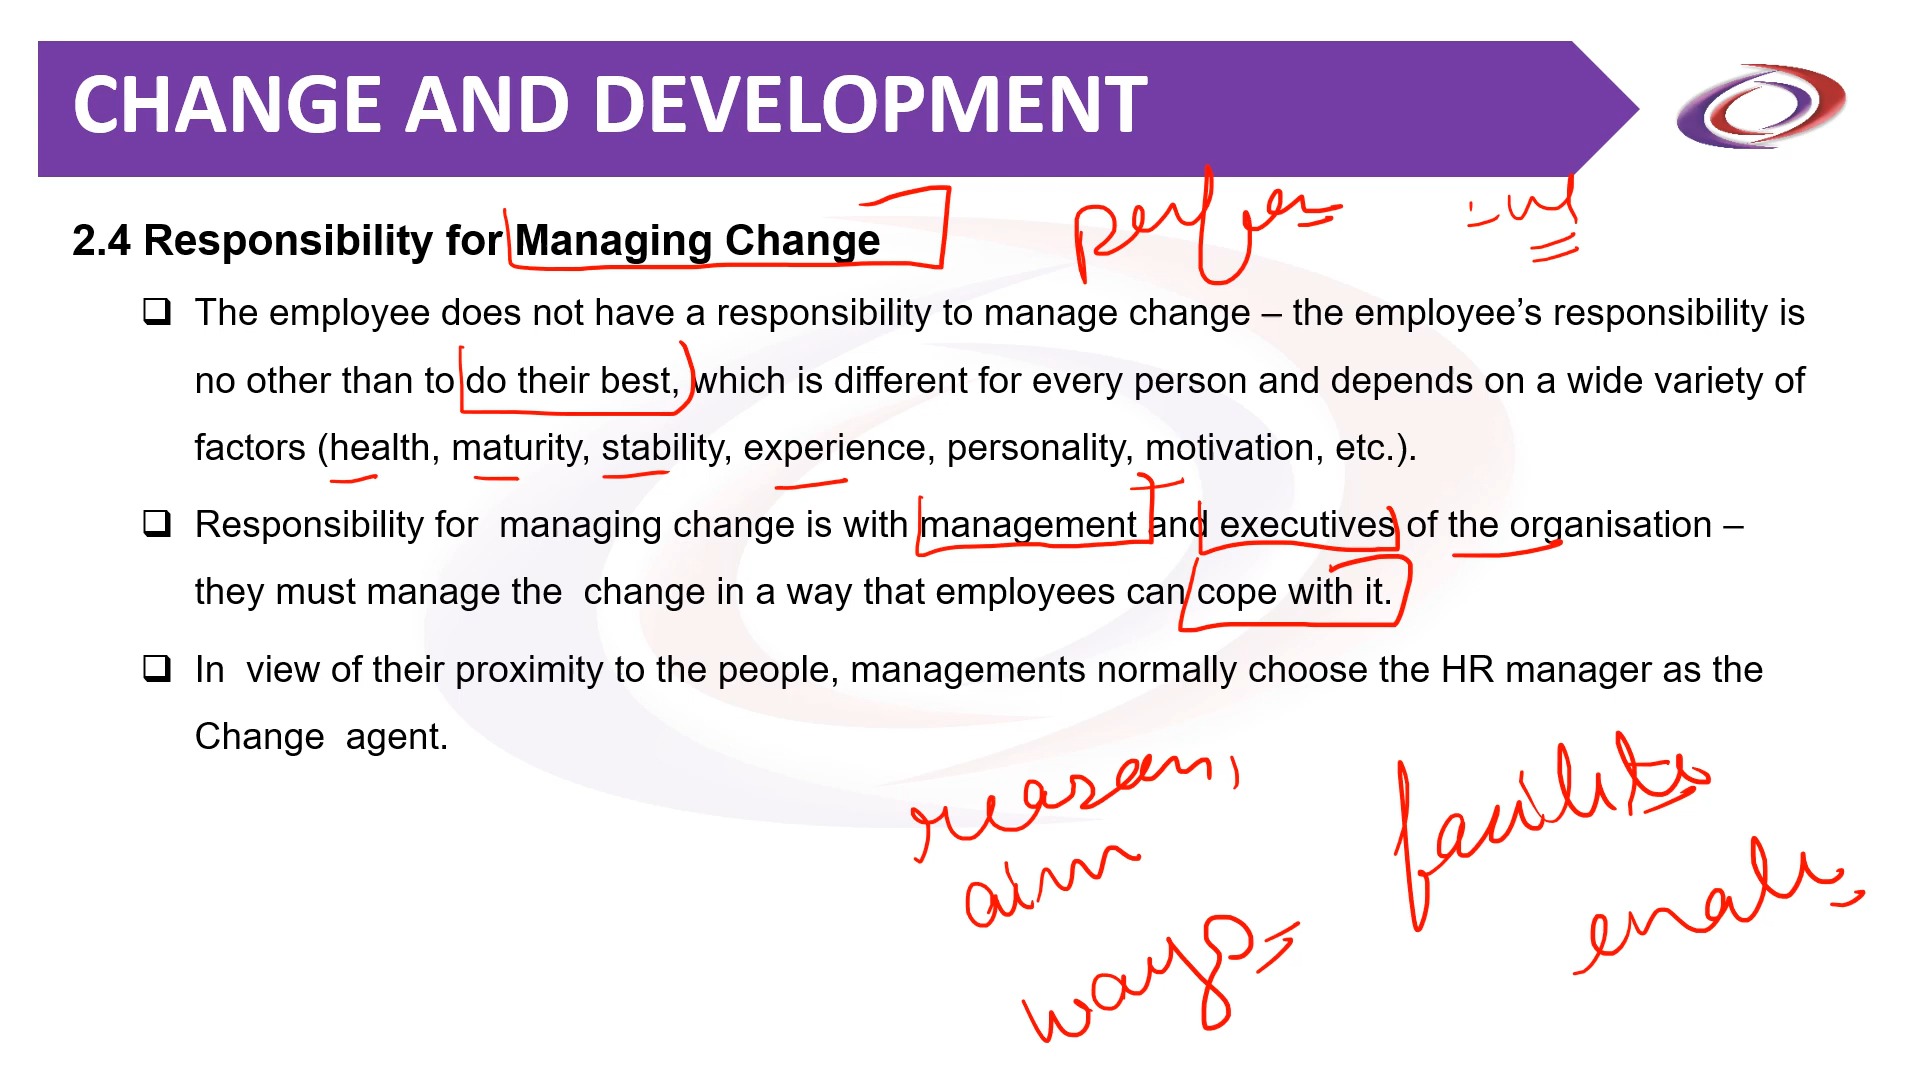 CHANGE AND DEVELOPMENT
2.4 Responsibility for Managing Change
The employee does not have a responsibility to manage change – the employee’s responsibility is
no other than to do their best, which is different for every person and depends on a wide variety of
factors (health, maturity, stability, experience, personality, motivation, etc.).
Responsibility for managing change is with management and executives of the organisation –
they must manage the change in a way that employees can cope with it.
In view of their proximity to the people, managements normally choose the HR manager as the
Change agent.
reason,
aim
ways